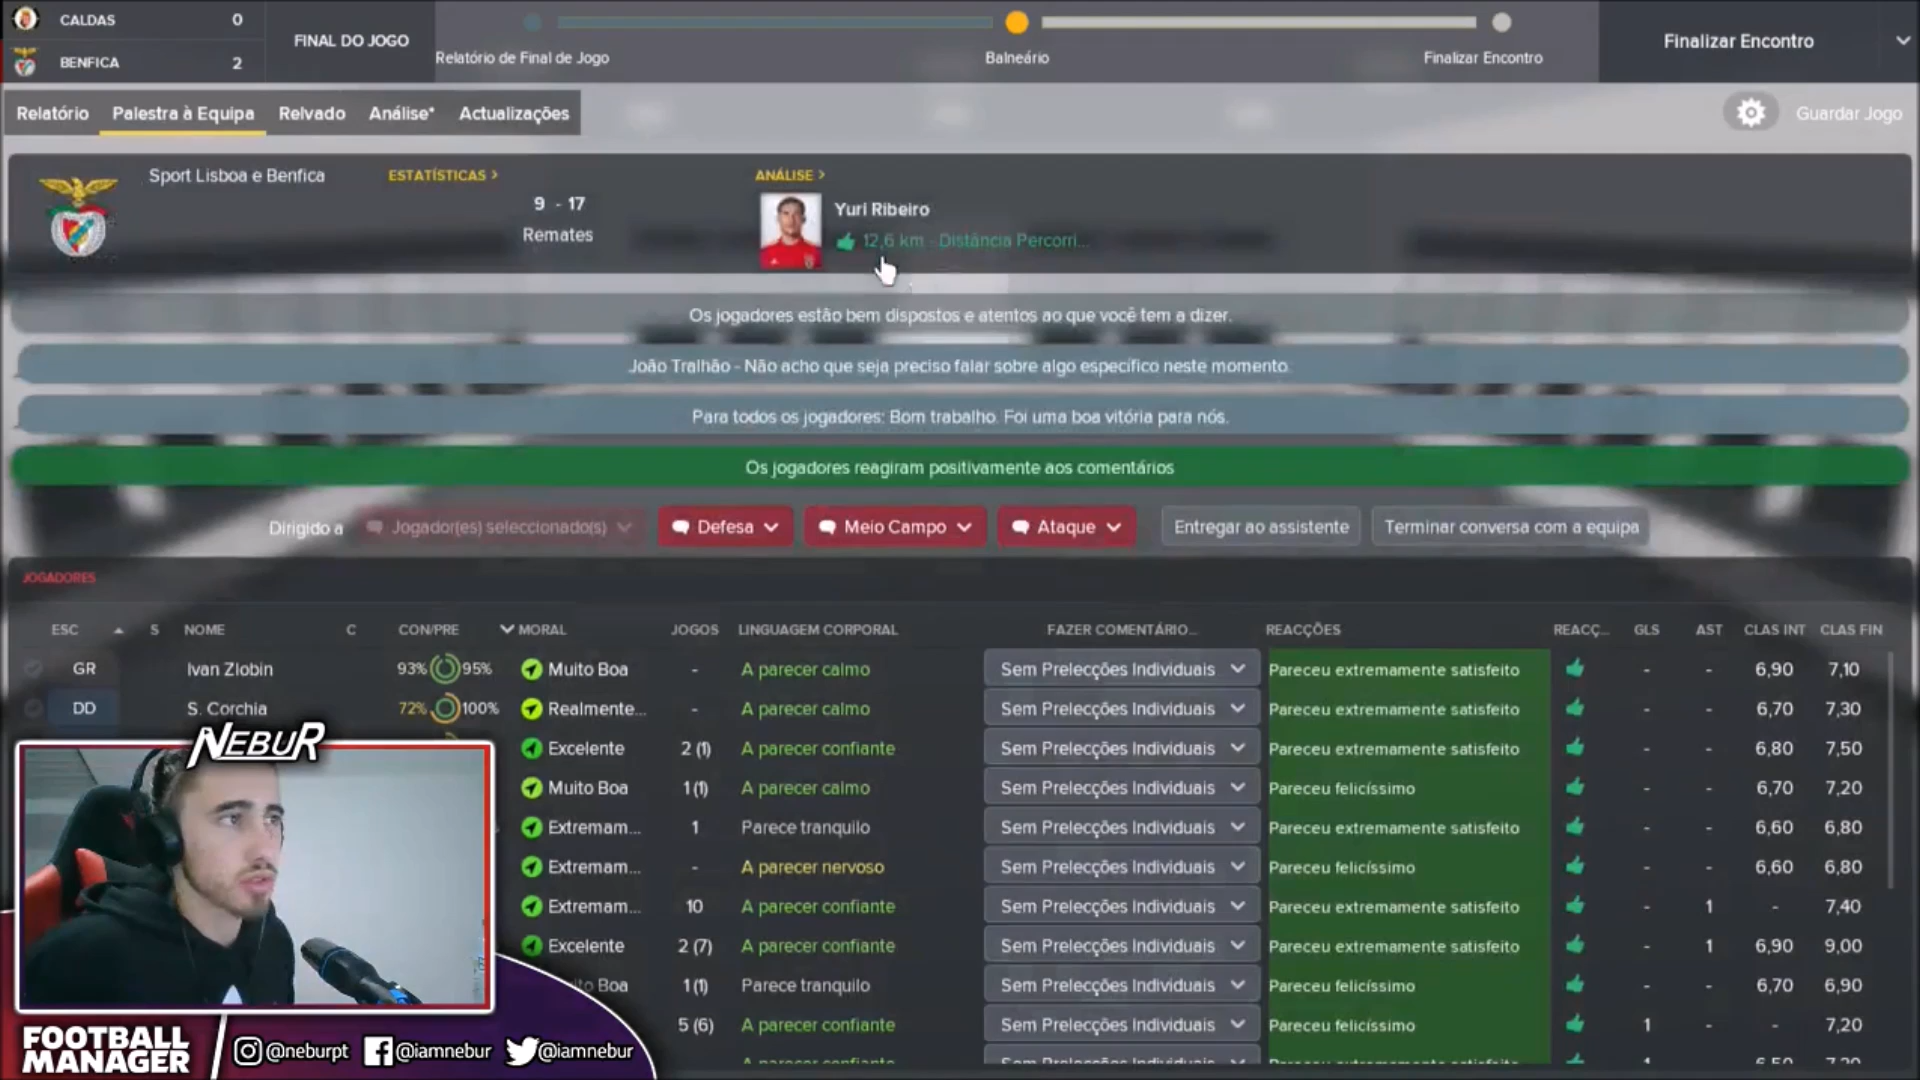 CALDAS 0
BENFICA 2
FINAL DO JOGO
Relatório de Final de Jogo
Balneário
Finalizar Encontro
Finalizar Encontro
Relatório Palestra à Equipa Relvado Análise* Actualizações
Guardar Jogo
Sport Lisboa e Benfica
ESTATÍSTICAS >
9 - 17
Remates
ANÁLISE >
Yuri Ribeiro
12,6 km - Distância Percorri...
Os jogadores estão bem dispostos e atentos ao que você tem a dizer.
João Tralhão - Não acho que seja preciso falar sobre algo específico neste momento.
Para todos os jogadores: Bom trabalho. Foi uma boa vitória para nós.
Os jogadores reagiram positivamente aos comentários
Dirigido a Jogador(es) seleccionado(s) Defesa Meio Campo Ataque Entregar ao assistente Terminar conversa com a equipa
JOGADORES
ESC S NOME C CON/PRE MORAL JOGOS LINGUAGEM CORPORAL FAZER COMENTÁRIO... REACÇÕES REACÇ... GLS AST CLAS INT CLAS FIN
GR Ivan Zlobin 93% 95% Muito Boa - A parecer calmo Sem Prelecções Individuais Pareceu extremamente satisfeito - - 6,90 7,10
DD S. Corchia 72% 100% Realmente... - A parecer calmo Sem Prelecções Individuais Pareceu extremamente satisfeito - - 6,70 7,30
Excelente 2 (1) A parecer confiante Sem Prelecções Individuais Pareceu extremamente satisfeito - - 6,80 7,50
Muito Boa 1 (1) A parecer calmo Sem Prelecções Individuais Pareceu felicíssimo - - 6,70 7,20
Extremam... 1 Parece tranquilo Sem Prelecções Individuais Pareceu extremamente satisfeito - - 6,60 6,80
Extremam... - A parecer nervoso Sem Prelecções Individuais Pareceu felicíssimo - - 6,60 6,80
Extremam... 10 A parecer confiante Sem Prelecções Individuais Pareceu extremamente satisfeito - 1 - 7,40
Excelente 2 (7) A parecer confiante Sem Prelecções Individuais Pareceu extremamente satisfeito - 1 6,90 9,00
Boa 1 (1) Parece tranquilo Sem Prelecções Individuais Pareceu felicíssimo - - 6,70 6,90
5 (6) A parecer confiante Sem Prelecções Individuais Pareceu felicíssimo 1 - - 7,20
NEBUR
FOOTBALL
MANAGER
@neburpt @iamnebur @iamnebur